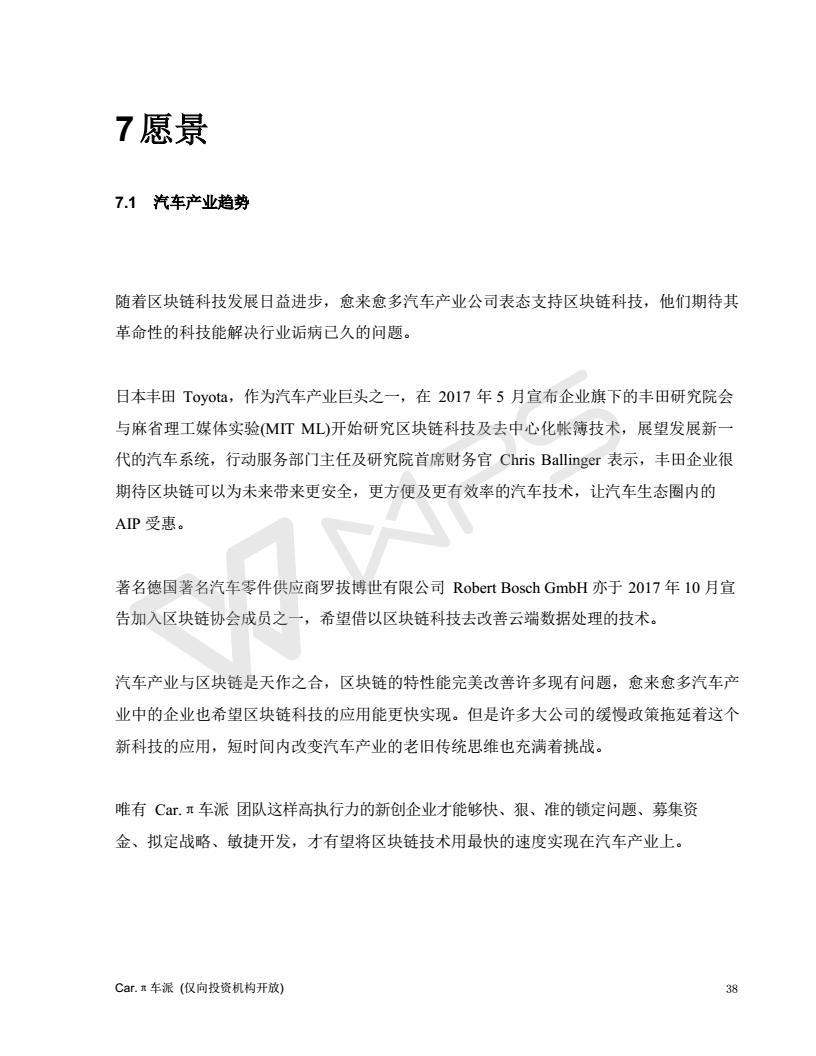 7 愿景
7.1 汽车产业趋势
随着区块链科技发展日益进步，愈来愈多汽车产业公司表态支持区块链科技，他们期待其
革命性的科技能解决行业诟病已久的问题。
日本丰田 Toyota，作为汽车产业巨头之一，在 2017 年 5 月宣布企业旗下的丰田研究院会
与麻省理工媒体实验(MIT ML)开始研究区块链科技及去中心化帐簿技术，展望发展新一
代的汽车系统，行动服务部门主任及研究院首席财务官 Chris Ballinger 表示，丰田企业很
期待区块链可以为未来带来更安全，更方便及更有效率的汽车技术，让汽车生态圈内的
AIP 受惠。
著名德国著名汽车零件供应商罗拔博世有限公司 Robert Bosch GmbH 亦于 2017 年 10 月宣
告加入区块链协会成员之一，希望借以区块链科技去改善云端数据处理的技术。
汽车产业与区块链是天作之合，区块链的特性能完美改善许多现有问题，愈来愈多汽车产
业中的企业也希望区块链科技的应用能更快实现。但是许多大公司的缓慢政策拖延着这个
新科技的应用，短时间内改变汽车产业的老旧传统思维也充满着挑战。
唯有 Car.π车派 团队这样高执行力的新创企业才能够快、狠、准的锁定问题、募集资
金、拟定战略、敏捷开发，才有望将区块链技术用最快的速度实现在汽车产业上。
WPS
Car.π车派 (仅向投资机构开放) 38